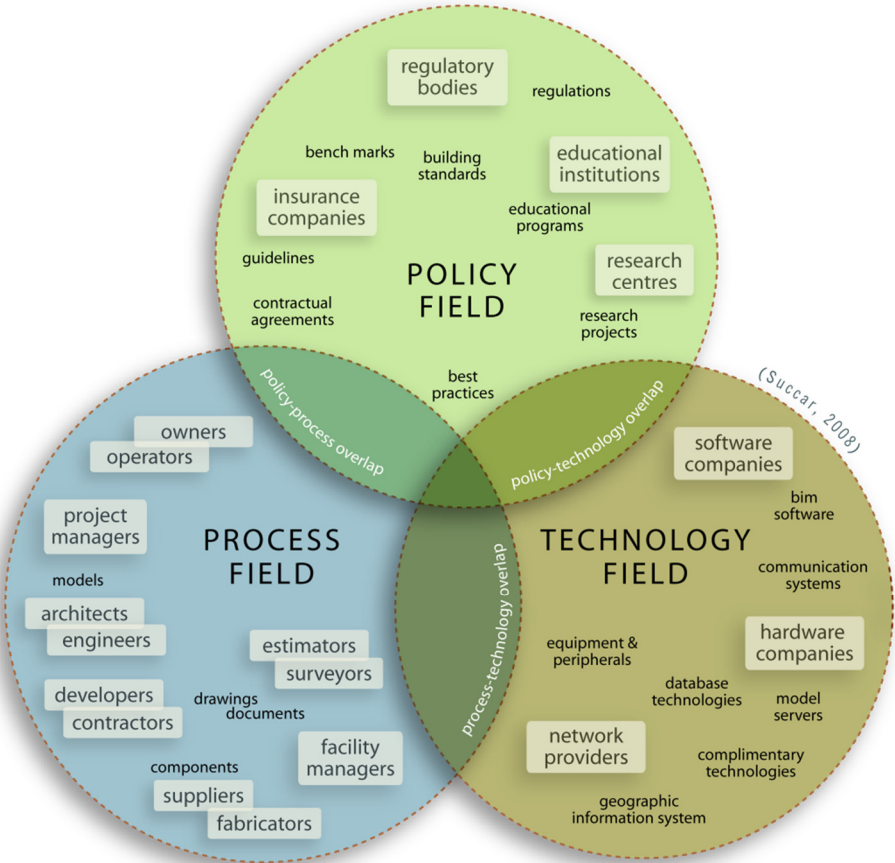 regulatory
bodies
regulations
bench marks
building
standards
educational
institutions
insurance
companies
educational
programs
guidelines
POLICY
FIELD
research
centres
contractual
agreements
research
projects
best
practices
policy-process overlap
policy-technology overlap
(Succar, 2008)
owners
operators
project
managers
PROCESS
FIELD
models
architects
engineers
estimators
surveyors
developers
contractors
drawings
documents
facility
managers
components
suppliers
fabricators
process-technology overlap
software
companies
bim
software
TECHNOLOGY
FIELD
communication
systems
equipment &
peripherals
hardware
companies
database
technologies
model
servers
network
providers
complimentary
technologies
geographic
information system